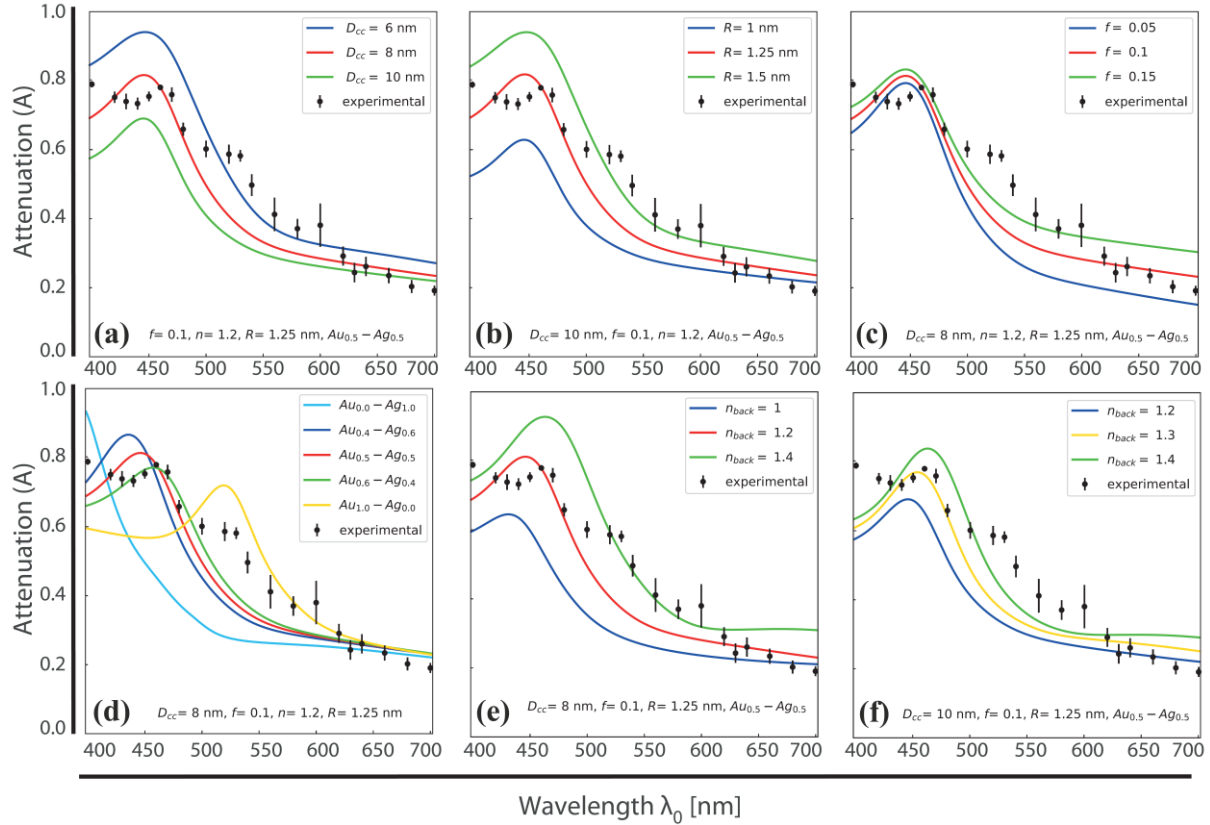 1.0
0.8
0.6
0.4
0.2
0.0
Attenuation (A)
D_cc = 6 nm
D_cc = 8 nm
D_cc = 10 nm
experimental
(a)
f= 0.1, n= 1.2, R= 1.25 nm, Au_0.5 − Ag_0.5
400 450 500 550 600 650 700
R= 1 nm
R= 1.25 nm
R= 1.5 nm
experimental
(b)
D_cc = 10 nm, f= 0.1, n= 1.2, Au_0.5 − Ag_0.5
400 450 500 550 600 650 700
f = 0.05
f = 0.1
f = 0.15
experimental
(c)
D_cc = 8 nm, n= 1.2, R= 1.25 nm, Au_0.5 − Ag_0.5
400 450 500 550 600 650 700
1.0
0.8
0.6
0.4
0.2
0.0
Attenuation (A)
Au_0.0 − Ag_1.0
Au_0.4 − Ag_0.6
Au_0.5 − Ag_0.5
Au_0.6 − Ag_0.4
Au_1.0 − Ag_0.0
experimental
(d)
D_cc = 8 nm, f= 0.1, n= 1.2, R= 1.25 nm
400 450 500 550 600 650 700
n_back = 1
n_back = 1.2
n_back = 1.4
experimental
(e)
D_cc = 8 nm, f= 0.1, R= 1.25 nm, Au_0.5 − Ag_0.5
400 450 500 550 600 650 700
n_back = 1.2
n_back = 1.3
n_back = 1.4
experimental
(f)
D_cc = 10 nm, f= 0.1, R= 1.25 nm, Au_0.5 − Ag_0.5
400 450 500 550 600 650 700
Wavelength λ_0 [nm]